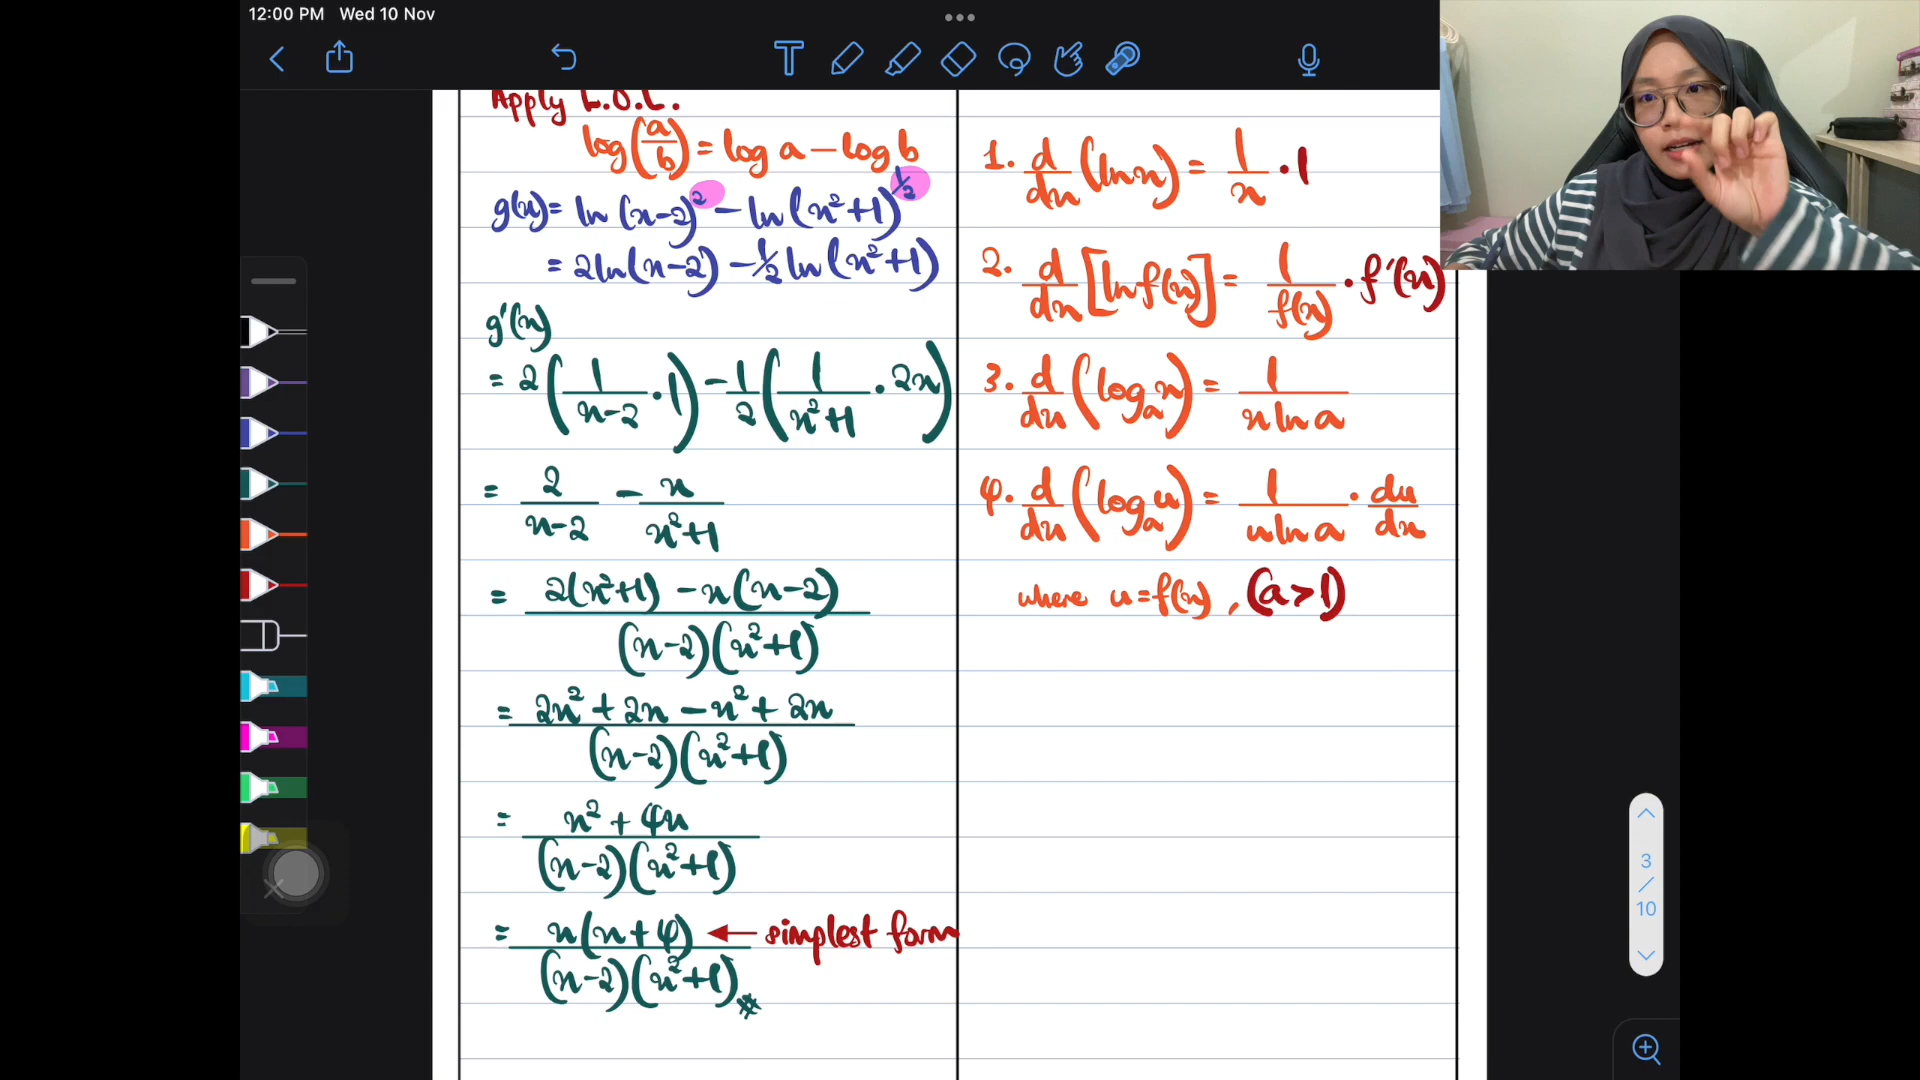 12:00 PM Wed 10 Nov
Apply L.O.L.
log(a/b) = log a − log b
g(x) = ln (x−2)² − ln (x²+1)^½
= 2ln(x−2) − ½ ln(x²+1)
g'(x)
= 2(1/(x−2) · 1) − 1/2 (1/(x²+1) · 2x)
= 2/(x−2) − x/(x²+1)
= (2(x²+1) − x(x−2))/((x−2)(x²+1))
= (2x² + 2x − x² + 2x)/((x−2)(x²+1))
= (x² + 4x)/((x−2)(x²+1))
= x(x+4)/((x−2)(x²+1)) # ← simplest form
1. d/dx (ln x) = 1/x · 1
2. d/dx [ln f(x)] = 1/f(x) · f'(x)
3. d/dx (logₐ x) = 1/(x ln a)
4. d/dx (logₐ u) = 1/(u ln a) · du/dx
where u = f(x), (a > 1)
3
/
10